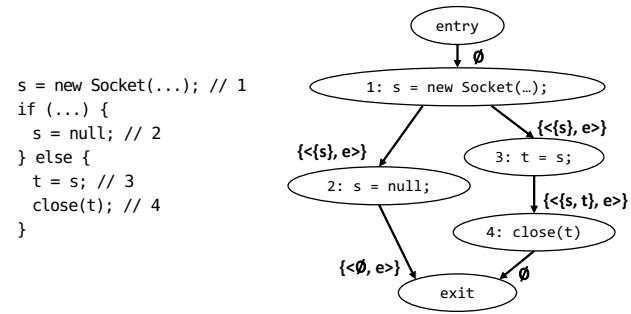 s = new Socket(...); // 1
if (...) {
s = null; // 2
} else {
t = s; // 3
close(t); // 4
}
entry
Ø
1: s = new Socket(…);
{<{s}, e>}
{<{s}, e>}
3: t = s;
2: s = null;
{<{s, t}, e>}
4: close(t)
{<Ø, e>}
Ø
exit